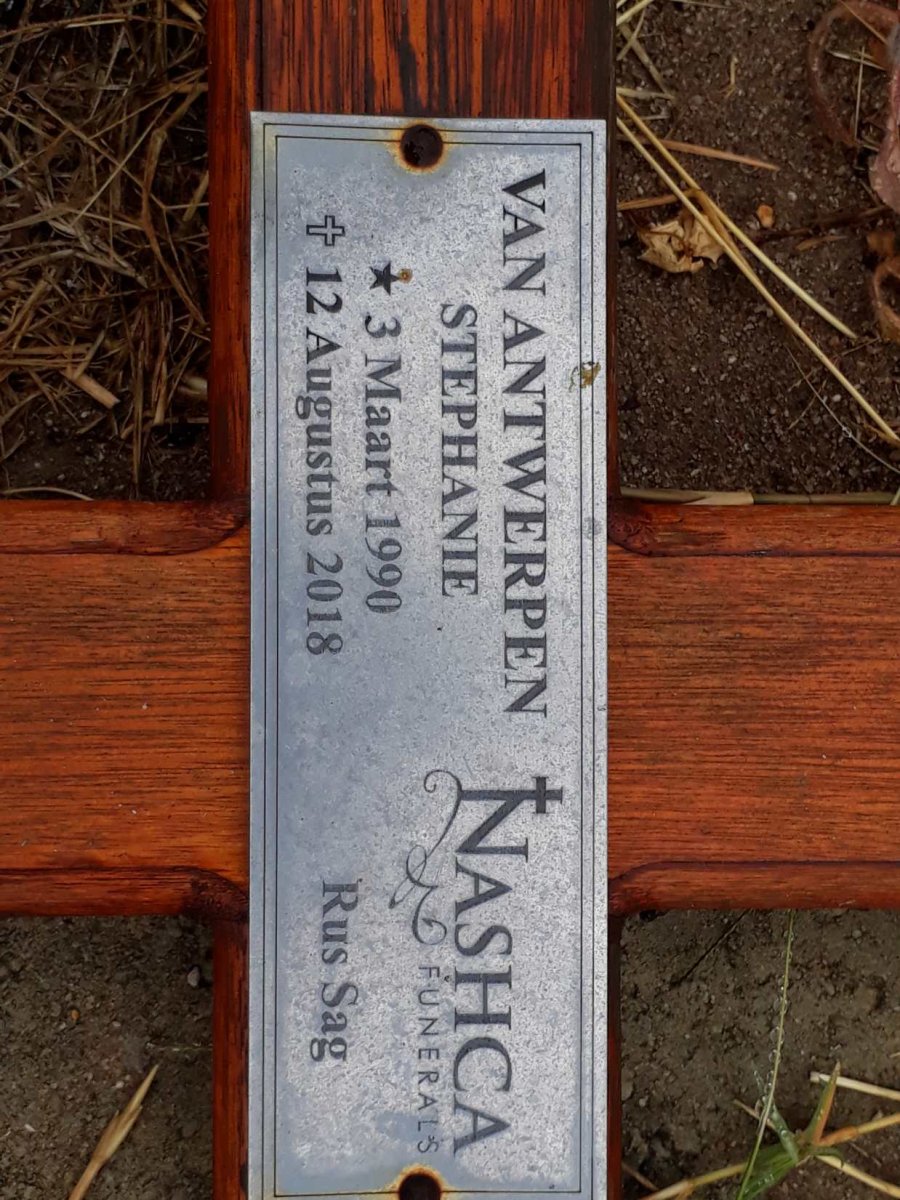 VAN ANTWERPEN
STEPHANIE
★ 3 Maart 1990
✝ 12 Augustus 2018
NASHCA
FUNERALS
Rus Sag